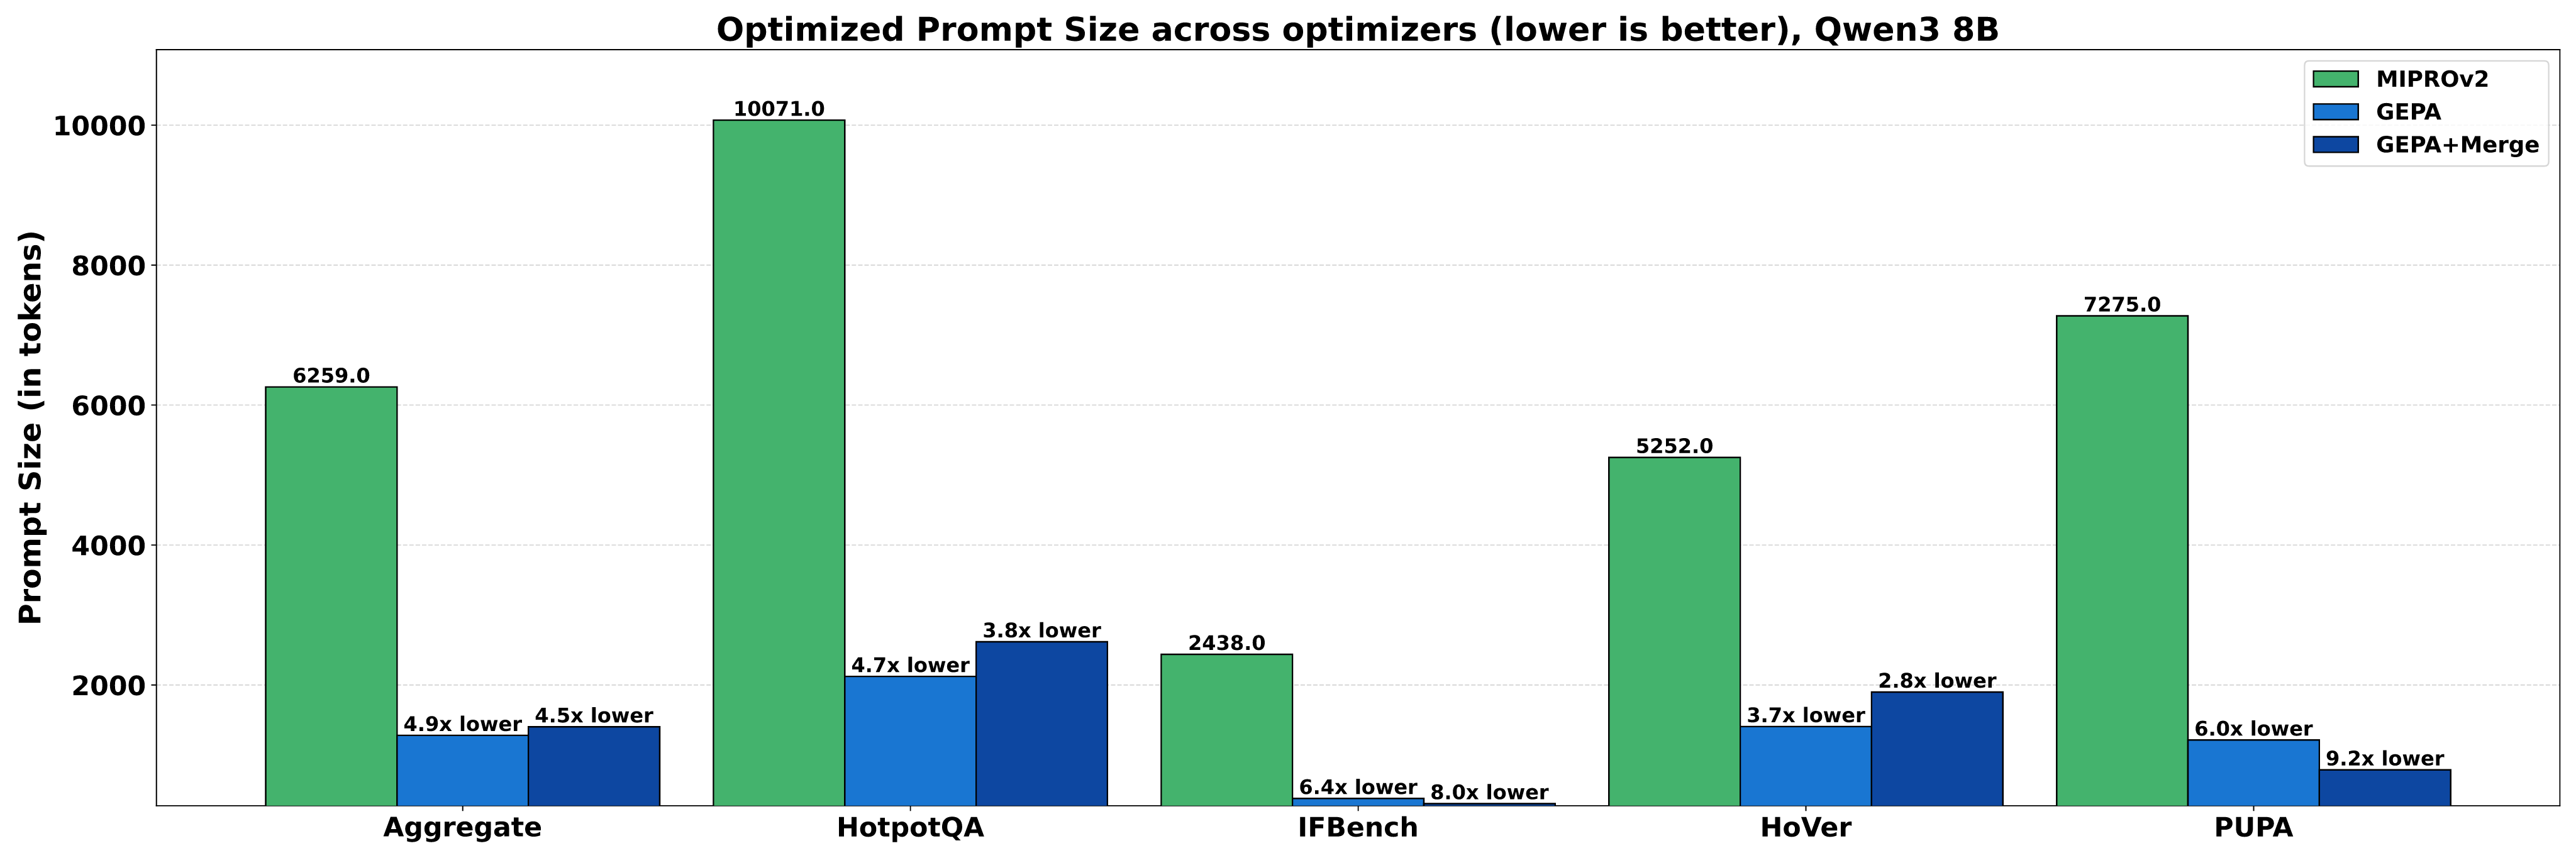 Optimized Prompt Size across optimizers (lower is better), Qwen3 8B
MIPROv2
GEPA
GEPA+Merge
Prompt Size (in tokens)
10000
8000
6000
4000
2000
6259.0
4.9x lower
4.5x lower
10071.0
4.7x lower
3.8x lower
2438.0
6.4x lower
8.0x lower
5252.0
3.7x lower
2.8x lower
7275.0
6.0x lower
9.2x lower
Aggregate
HotpotQA
IFBench
HoVer
PUPA